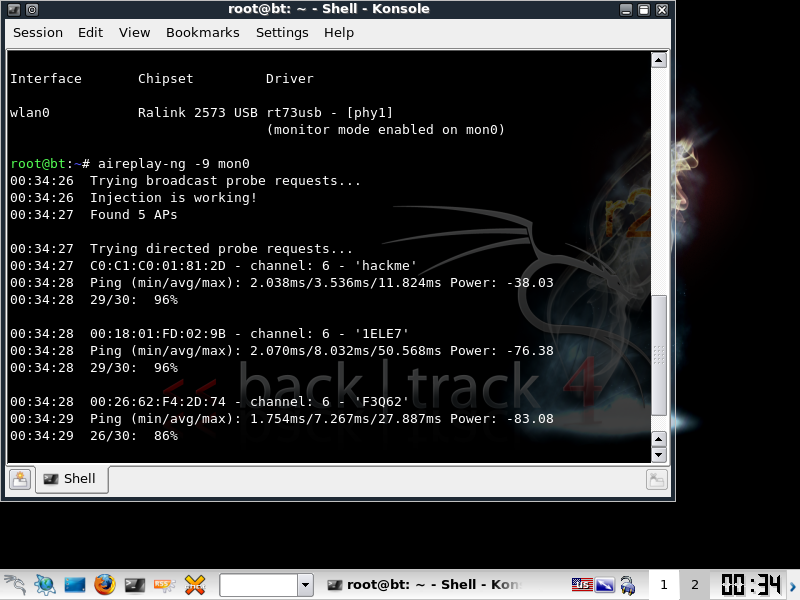 root@bt: ~ - Shell - Konsole
Session Edit View Bookmarks Settings Help
Interface Chipset Driver
wlan0 Ralink 2573 USB rt73usb - [phy1]
(monitor mode enabled on mon0)
root@bt:~# aireplay-ng -9 mon0
00:34:26 Trying broadcast probe requests...
00:34:26 Injection is working!
00:34:27 Found 5 APs
00:34:27 Trying directed probe requests...
00:34:27 C0:C1:C0:01:81:2D - channel: 6 - 'hackme'
00:34:28 Ping (min/avg/max): 2.038ms/3.536ms/11.824ms Power: -38.03
00:34:28 29/30: 96%
00:34:28 00:18:01:FD:02:9B - channel: 6 - '1ELE7'
00:34:28 Ping (min/avg/max): 2.070ms/8.032ms/50.568ms Power: -76.38
00:34:28 29/30: 96%
00:34:28 00:26:62:F4:2D:74 - channel: 6 - 'F3Q62'
00:34:29 Ping (min/avg/max): 1.754ms/7.267ms/27.887ms Power: -83.08
00:34:29 26/30: 86%
<< back | track 4
r2
Shell
root@bt: ~ - Shell - Kon
us
1 2 00:34